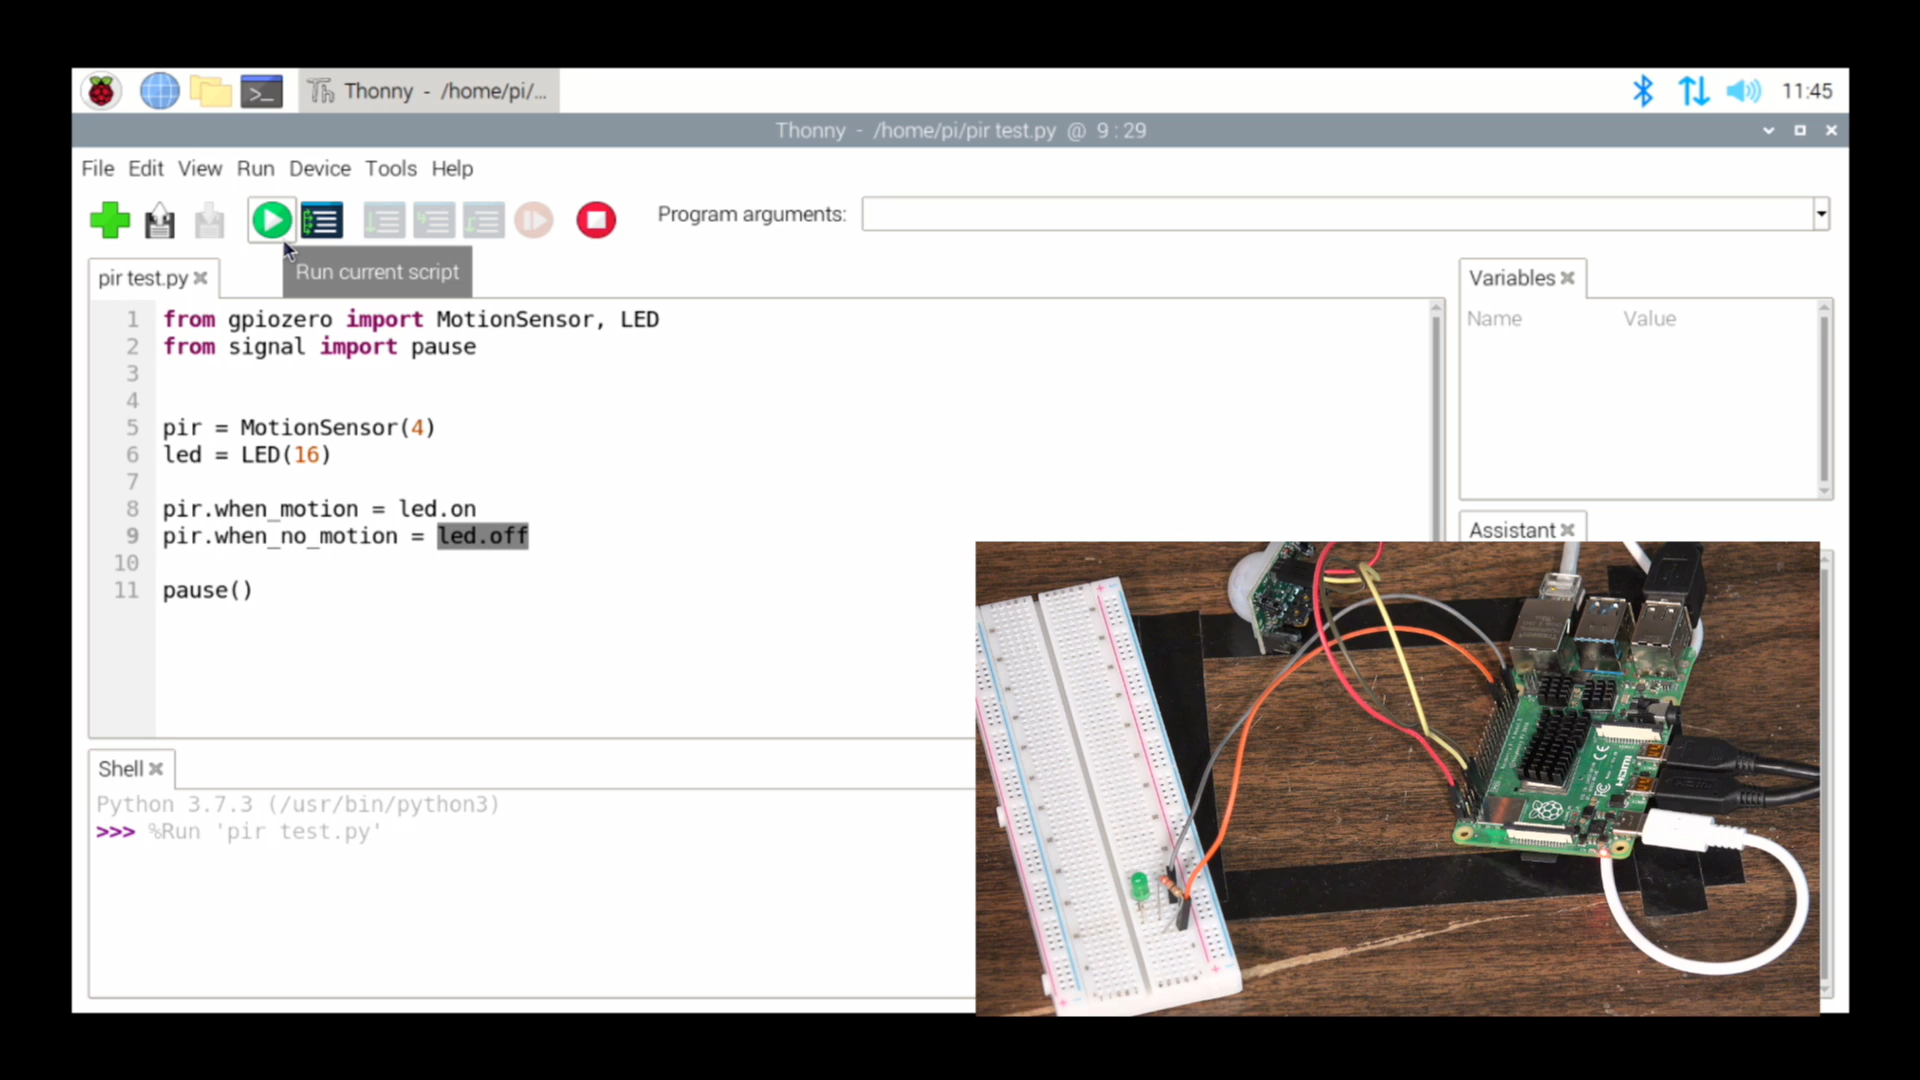 Thonny - /home/pi/...
11:45
Thonny - /home/pi/pir test.py @ 9 : 29
File Edit View Run Device Tools Help
Program arguments:
Run current script
pir test.py
1 from gpiozero import MotionSensor, LED
2 from signal import pause
3
4
5 pir = MotionSensor(4)
6 led = LED(16)
7
8 pir.when_motion = led.on
9 pir.when_no_motion = led.off
10
11 pause()
Variables
Name Value
Assistant
Shell
Python 3.7.3 (/usr/bin/python3)
>>> %Run 'pir test.py'
HDMI
CE
FC